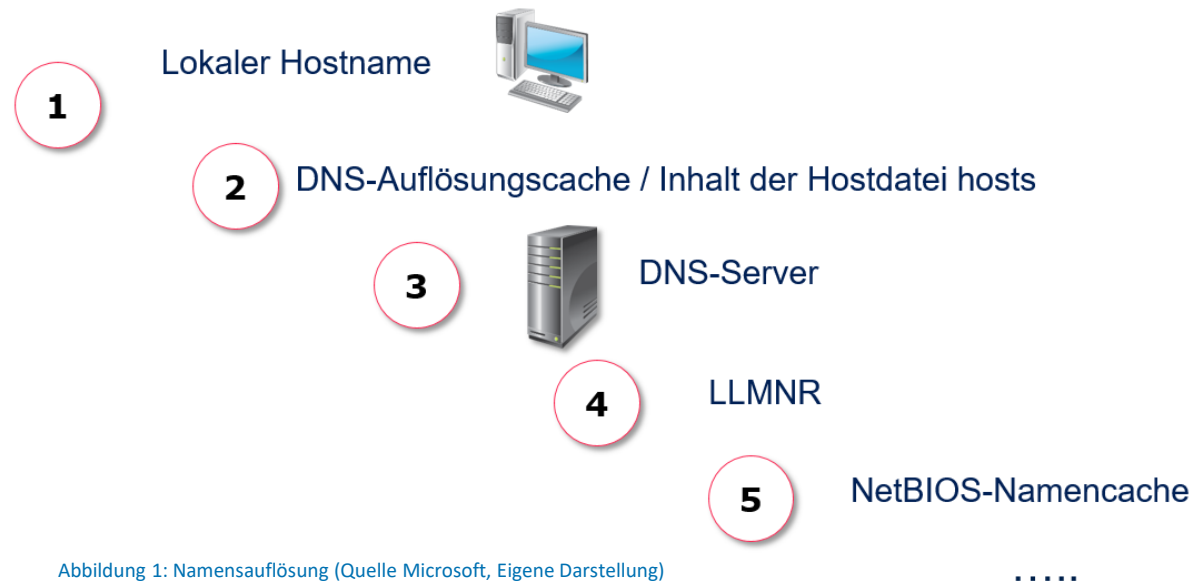 Lokaler Hostname
1
2
DNS-Auflösungscache / Inhalt der Hostdatei hosts
3
DNS-Server
4
LLMNR
5
NetBIOS-Namencache
Abbildung 1: Namensauflösung (Quelle Microsoft, Eigene Darstellung)
.....